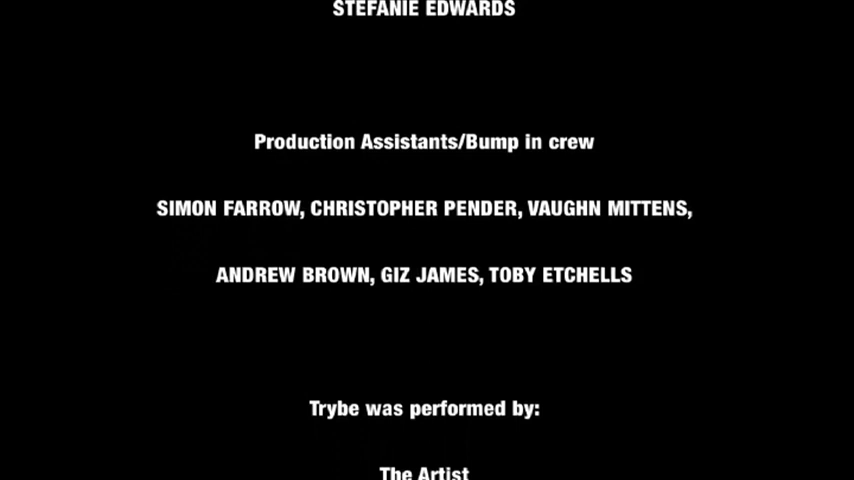 STEFANIE EDWARDS
Production Assistants/Bump in crew
SIMON FARROW, CHRISTOPHER PENDER, VAUGHN MITTENS,
ANDREW BROWN, GIZ JAMES, TOBY ETCHELLS
Trybe was performed by:
The Artist